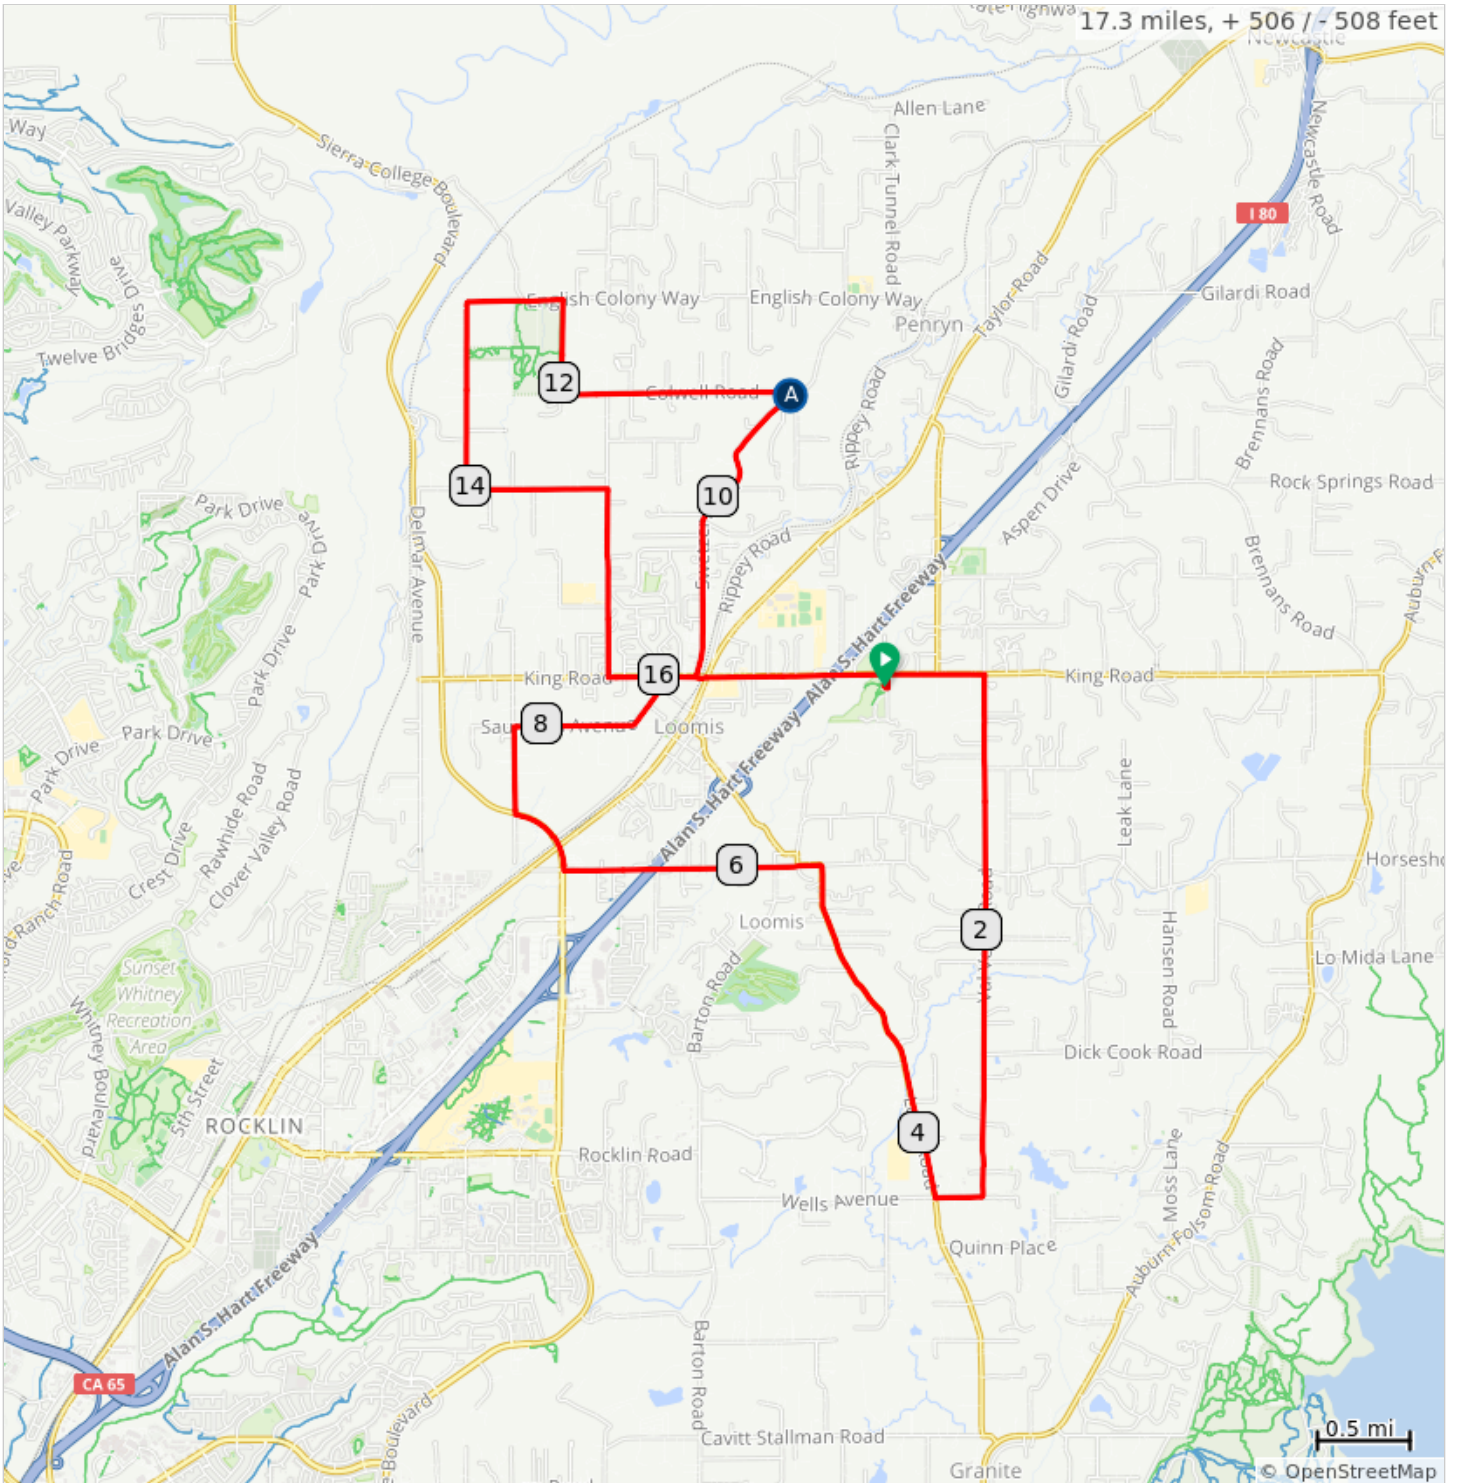 17.3 miles, + 506 / - 508 feet
Newcastle
Allen Lane
Way
Sierra College Boulevard
Clark Tunnel Road
Newcastle Road
I 80
Valley Parkway
Twelve Bridges Drive
English Colony Way
English Colony Way
Gilardi Road
Penryn
Taylor Road
Gilardi Road
12
Colwell Road
A
Rippey Road
Brennans Road
14
10
Rock Springs Road
Park Drive
Park Drive
Aspen Drive
Delmar Avenue
Rippey Road
Brennans Road
Alan S. Hart Freeway
Park Drive
King Road
16
King Road
8
Loomis
Park Drive
Park Drive
Alan S. Hart Freeway
Rawhide Road
Clover Valley Road
Crest Drive
Leak Lane
6
Loomis
2
Hansen Road
Lo Mida Lane
Sunset
Whitney
Recreation
Area
Barton Road
Whitney Boulevard
5th Street
Dick Cook Road
ROCKLIN
4
Rocklin Road
Wells Avenue
Moss Lane
Auburn Folsom Road
Quinn Place
Alan S. Hart Freeway
Barton Road
CA 65
Boulevard
Cavitt Stallman Road
0.5 mi
Granite
© OpenStreetMap